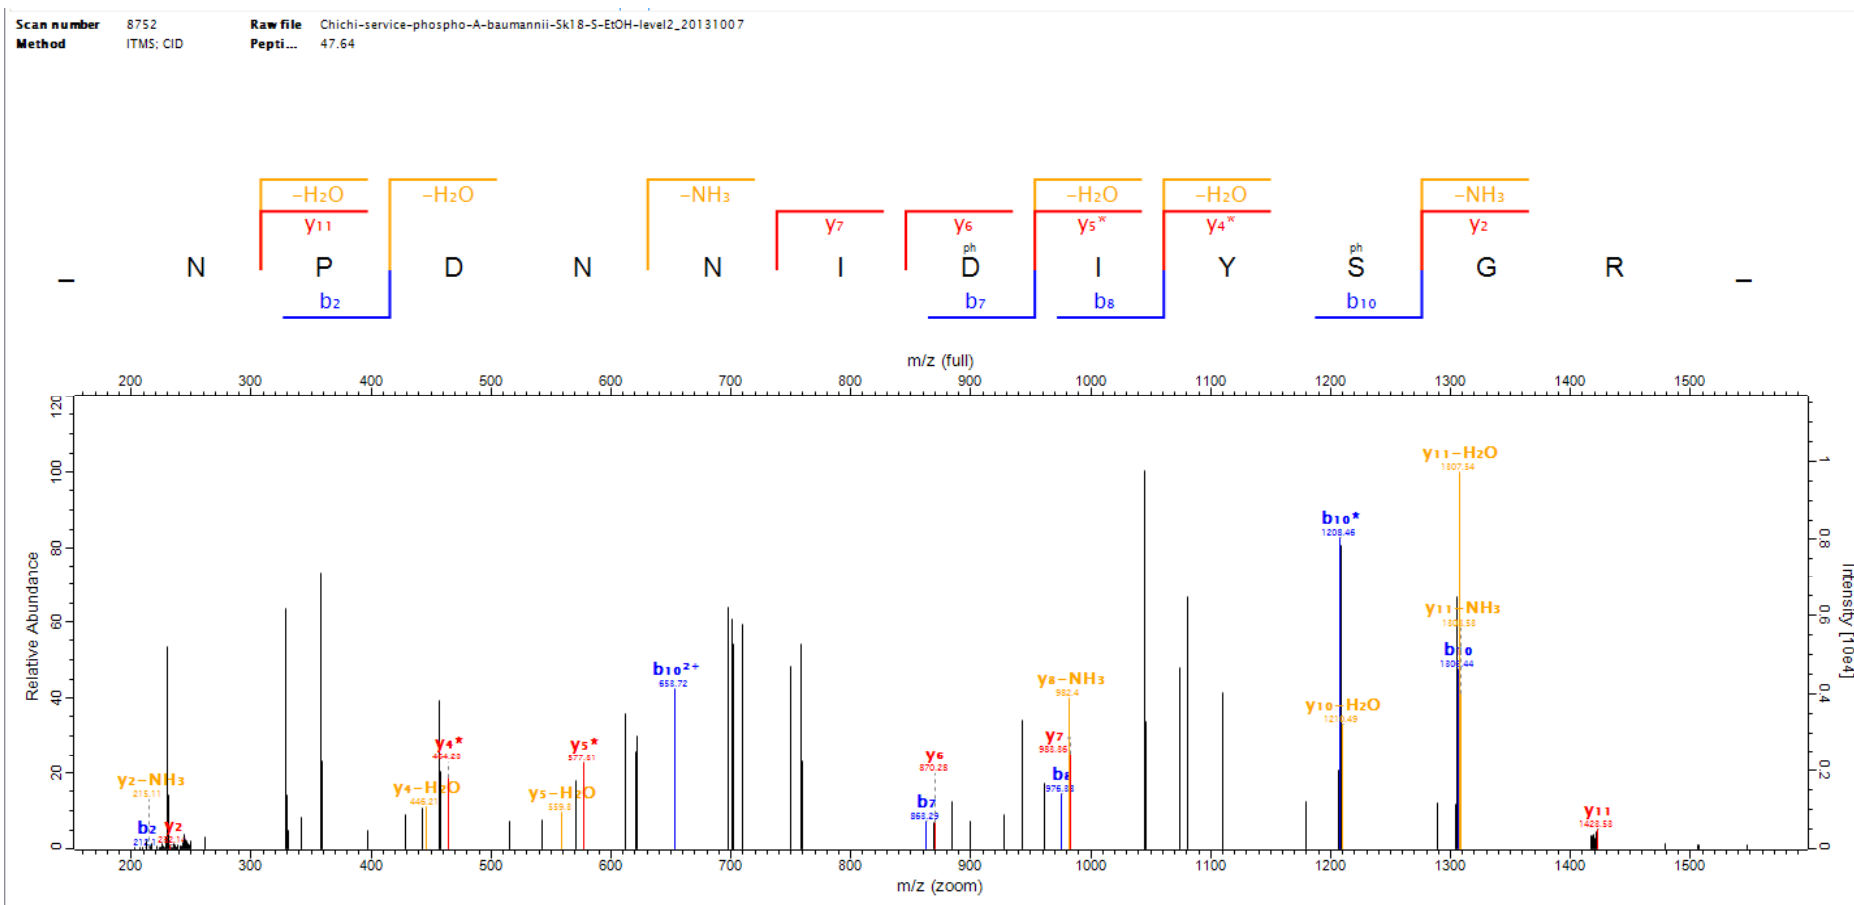 Scan number 8752 Raw file Chichi-service-phospho-A-baumannii-Sk18-S-EtOH-level2_20131007
Method ITMS; CID Pepti... 47.64
–H₂O –H₂O –NH₃ –H₂O –H₂O –NH₃
y₁₁ y₇ y₆ y₅* y₄* y₂
ph ph
_ N P D N N I D I Y S G R _
b₂ b₇ b₈ b₁₀
m/z (full)
200 300 400 500 600 700 800 900 1000 1100 1200 1300 1400 1500
120
100
80
60
40
20
0
Relative Abundance
1
0.8
0.6
0.4
0.2
0
Intensity [10e4]
y₁₁-H₂O
1307.54
b₁₀*
1208.46
y₁₁-NH₃
b₁₀
b₁₀²⁺
653.72
y₈-NH₃
982.4
y₁₀-H₂O
y₇
y₄*
y₅*
577.31
y₆
870.28
b₈
y₂-NH₃
215.11
y₄-H₂O
446.21
y₅-H₂O
559.3
b₇
863.29
b₂
y₂
y₁₁
1423.53
200 300 400 500 600 700 800 900 1000 1100 1200 1300 1400 1500
m/z (zoom)